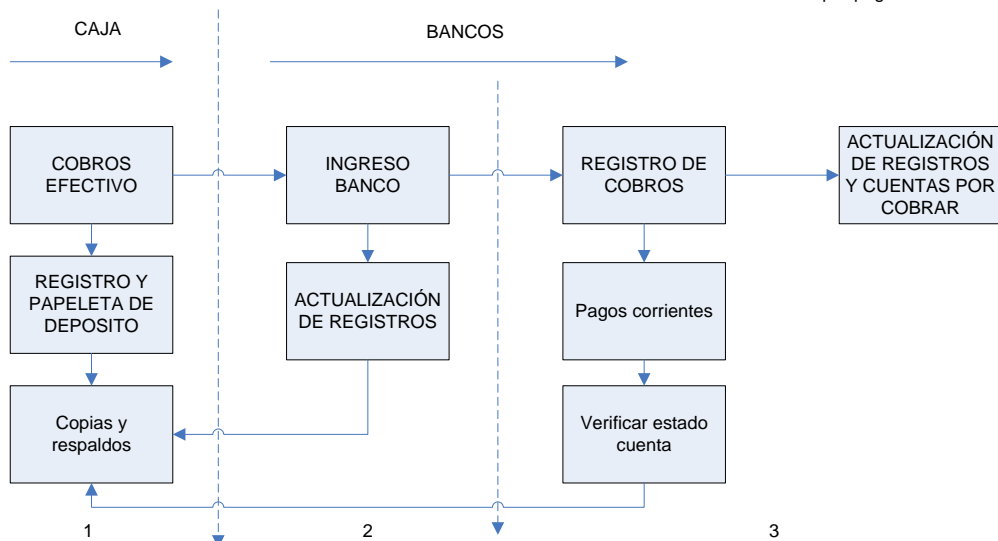 CAJA
BANCOS
COBROS
EFECTIVO
INGRESO
BANCO
REGISTRO DE
COBROS
ACTUALIZACIÓN
DE REGISTROS
Y CUENTAS POR
COBRAR
REGISTRO Y
PAPELETA DE
DEPOSITO
ACTUALIZACIÓN
DE REGISTROS
Pagos corrientes
Copias y
respaldos
Verificar estado
cuenta
1
2
3